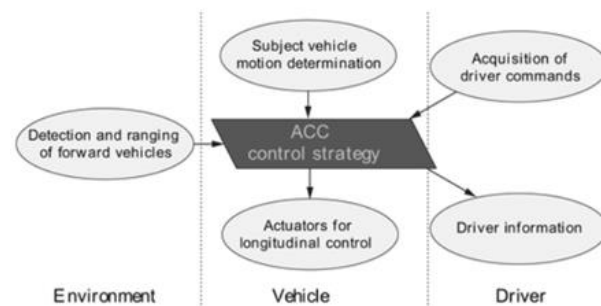 Subject vehicle
motion determination
Acquisition of
driver commands
Detection and ranging
of forward vehicles
ACC
control strategy
Actuators for
longitudinal control
Driver information
Environment
Vehicle
Driver